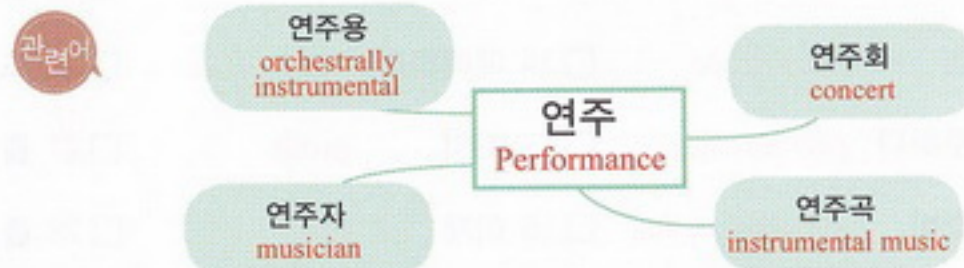 관련어
연주용
orchestrally
instrumental
연주회
concert
연주
Performance
연주자
musician
연주곡
instrumental music